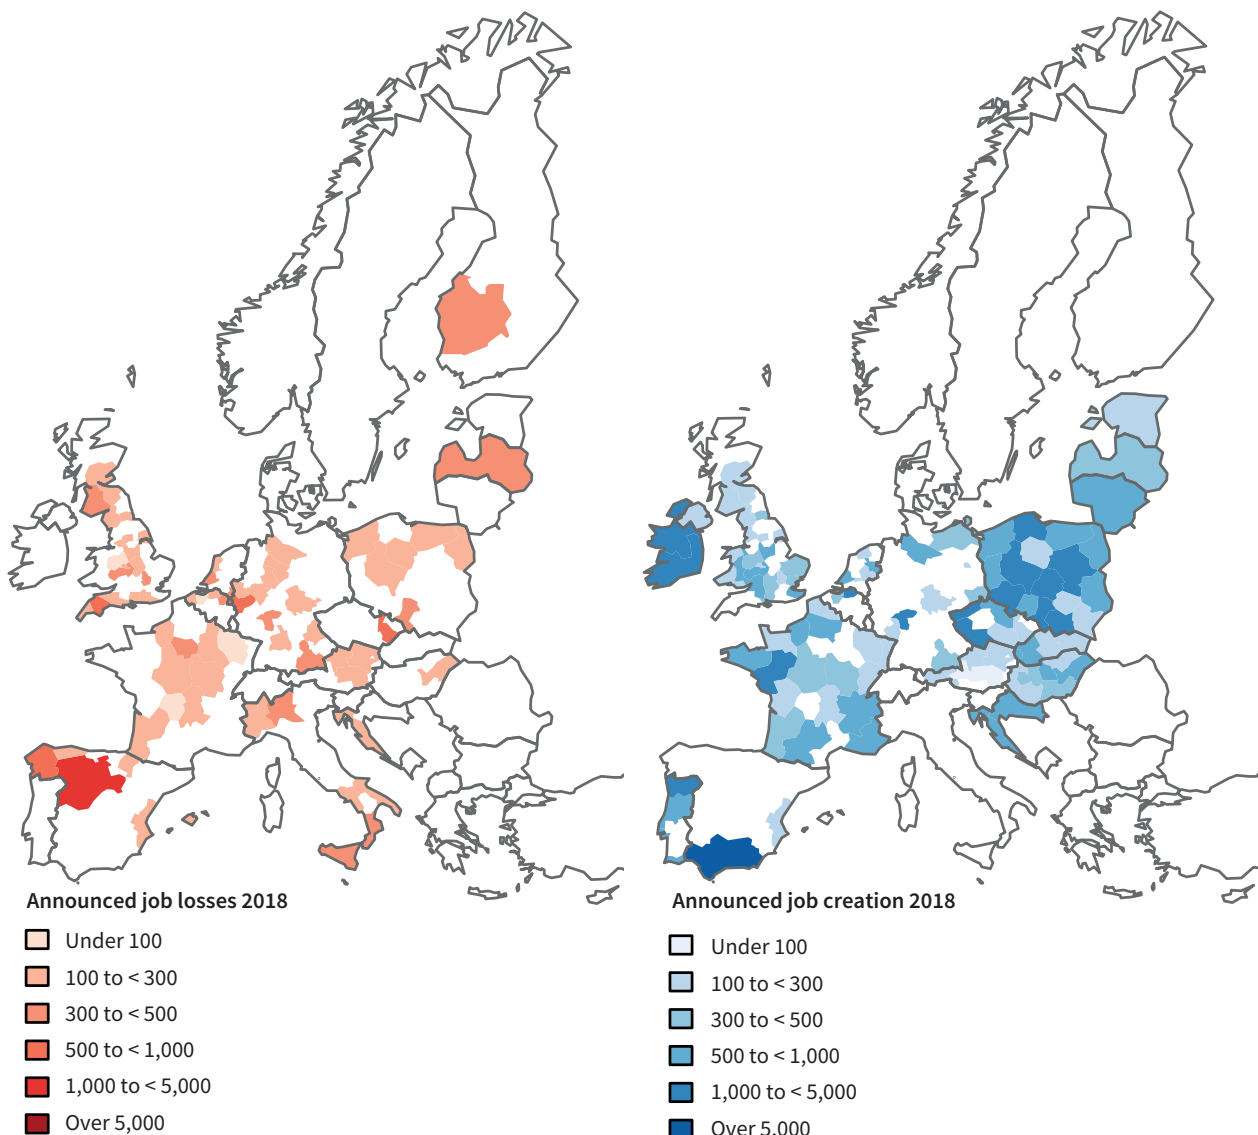 Announced job losses 2018
Under 100
100 to < 300
300 to < 500
500 to < 1,000
1,000 to < 5,000
Over 5,000
Announced job creation 2018
Under 100
100 to < 300
300 to < 500
500 to < 1,000
1,000 to < 5,000
Over 5,000